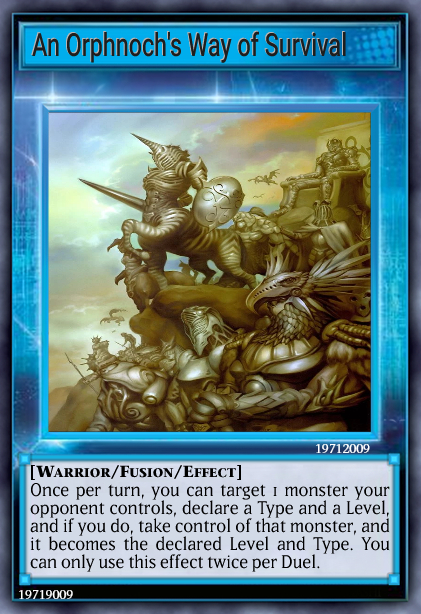 An Orphnoch's Way of Survival
19712009
[WARRIOR/FUSION/EFFECT]
Once per turn, you can target 1 monster your
opponent controls, declare a Type and a Level,
and if you do, take control of that monster, and
it becomes the declared Level and Type. You
can only use this effect twice per Duel.
19719009